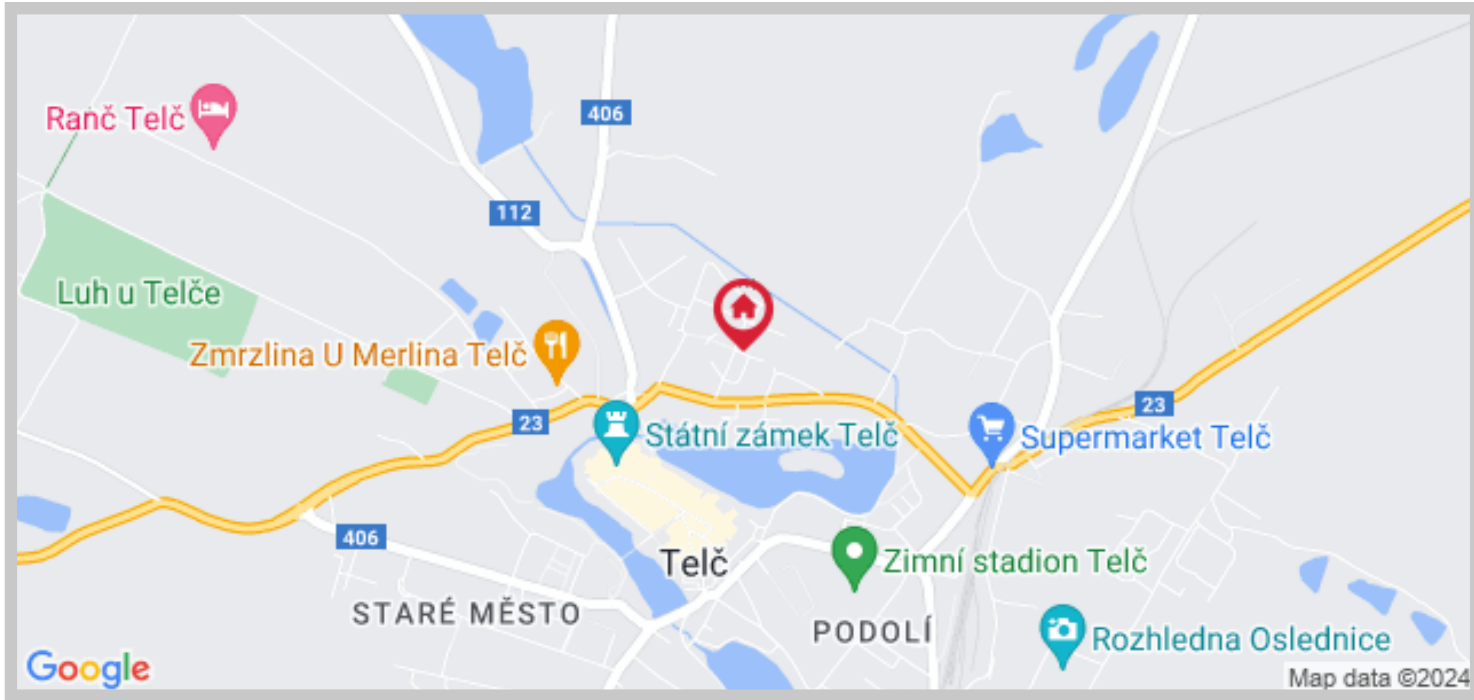 Ranč Telč
406
112
Luh u Telče
Zmrzlina U Merlina Telč
23
23
Státní zámek Telč
Supermarket Telč
406
Telč
Zimní stadion Telč
STARÉ MĚSTO
PODOLÍ
Rozhledna Oslednice
Google
Map data ©2024